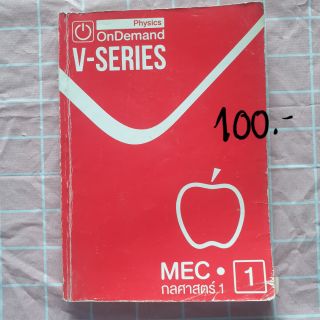 Physics
OnDemand
V-SERIES
100.-
MEC • 1
กลศาสตร์ 1